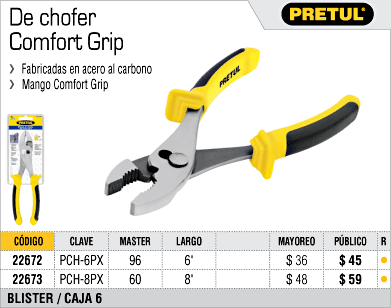 De chofer
Comfort Grip
PRETUL®
› Fabricadas en acero al carbono
› Mango Comfort Grip
PRETUL
CÓDIGO CLAVE MASTER LARGO MAYOREO PÚBLICO R
22672 PCH-6PX 96 6' $ 36 $ 45 •
22673 PCH-8PX 60 8' $ 48 $ 59 •
BLISTER / CAJA 6